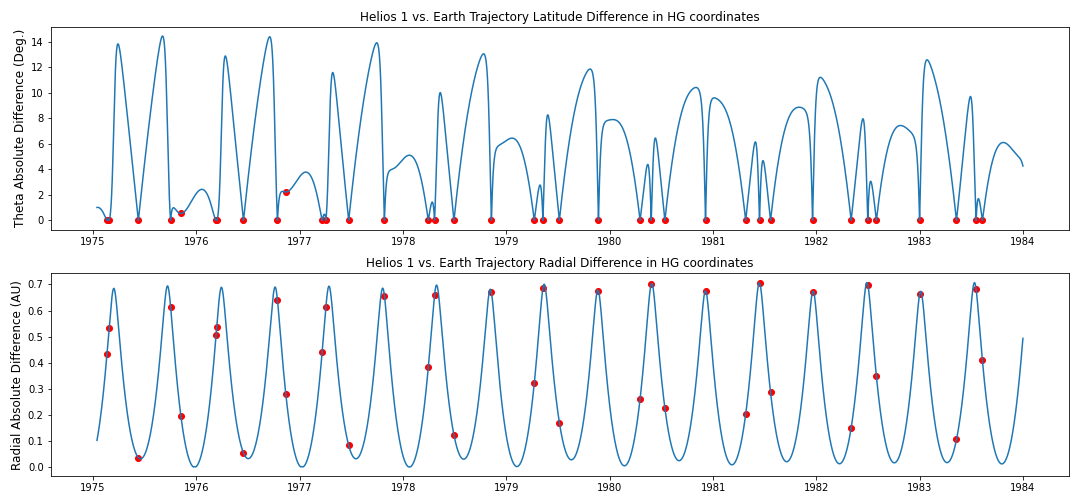 Helios 1 vs. Earth Trajectory Latitude Difference in HG coordinates
Theta Absolute Difference (Deg.)
14
12
10
8
6
4
2
0
1975 1976 1977 1978 1979 1980 1981 1982 1983 1984
Helios 1 vs. Earth Trajectory Radial Difference in HG coordinates
Radial Absolute Difference (AU)
0.7
0.6
0.5
0.4
0.3
0.2
0.1
0.0
1975 1976 1977 1978 1979 1980 1981 1982 1983 1984